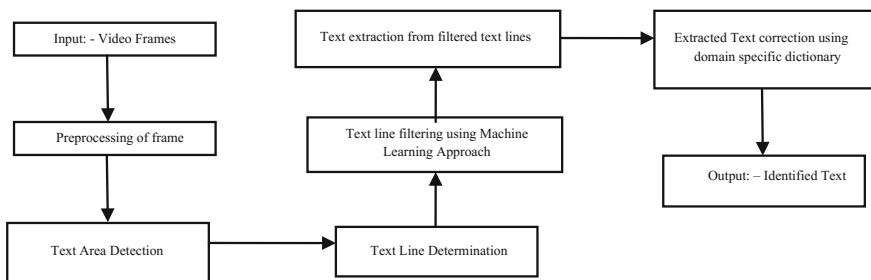 Input: - Video Frames
Preprocessing of frame
Text Area Detection
Text Line Determination
Text line filtering using Machine
Learning Approach
Text extraction from filtered text lines
Extracted Text correction using
domain specific dictionary
Output: – Identified Text